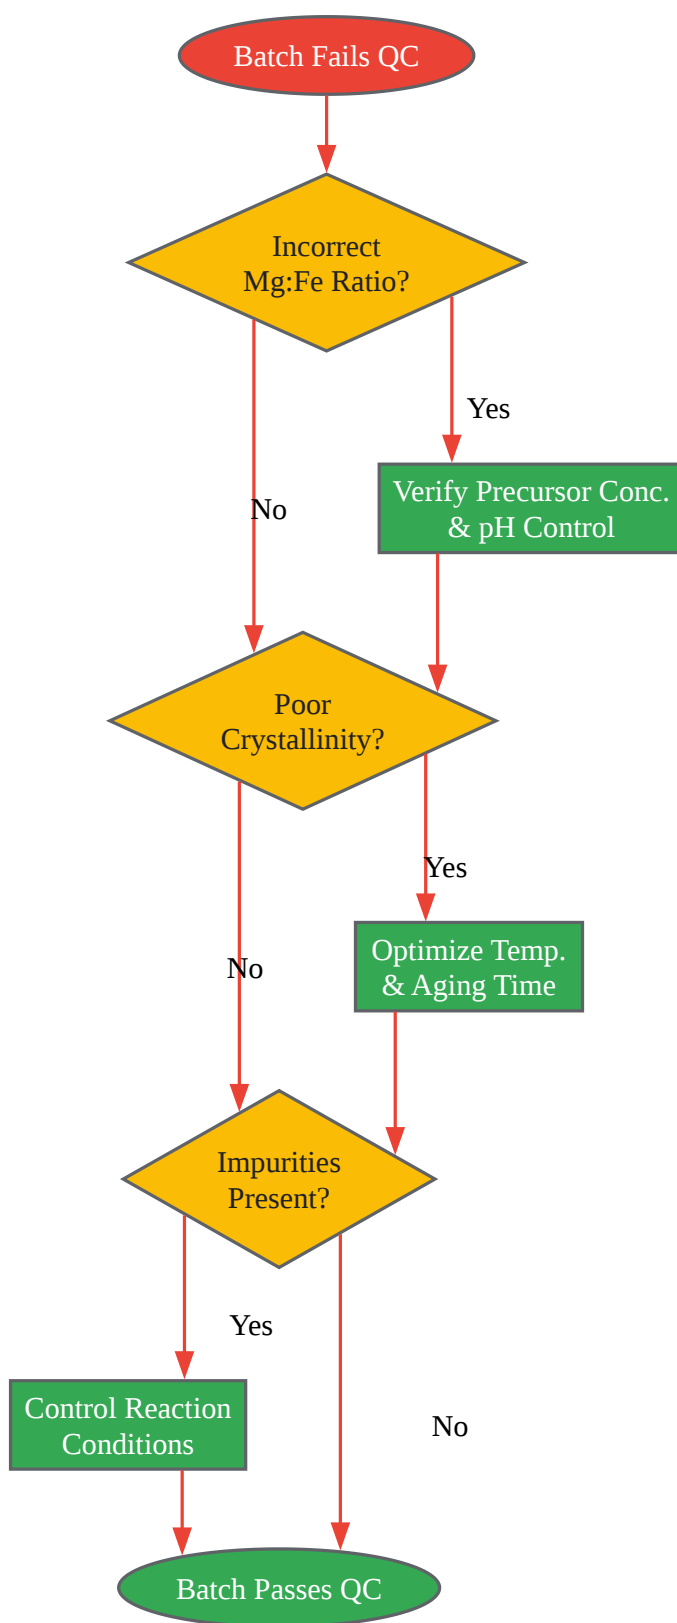 Batch Fails QC
Incorrect
Mg:Fe Ratio?
Yes
Verify Precursor Conc.
& pH Control
No
Poor
Crystallinity?
Yes
Optimize Temp.
& Aging Time
No
Impurities
Present?
Yes
Control Reaction
Conditions
No
Batch Passes QC